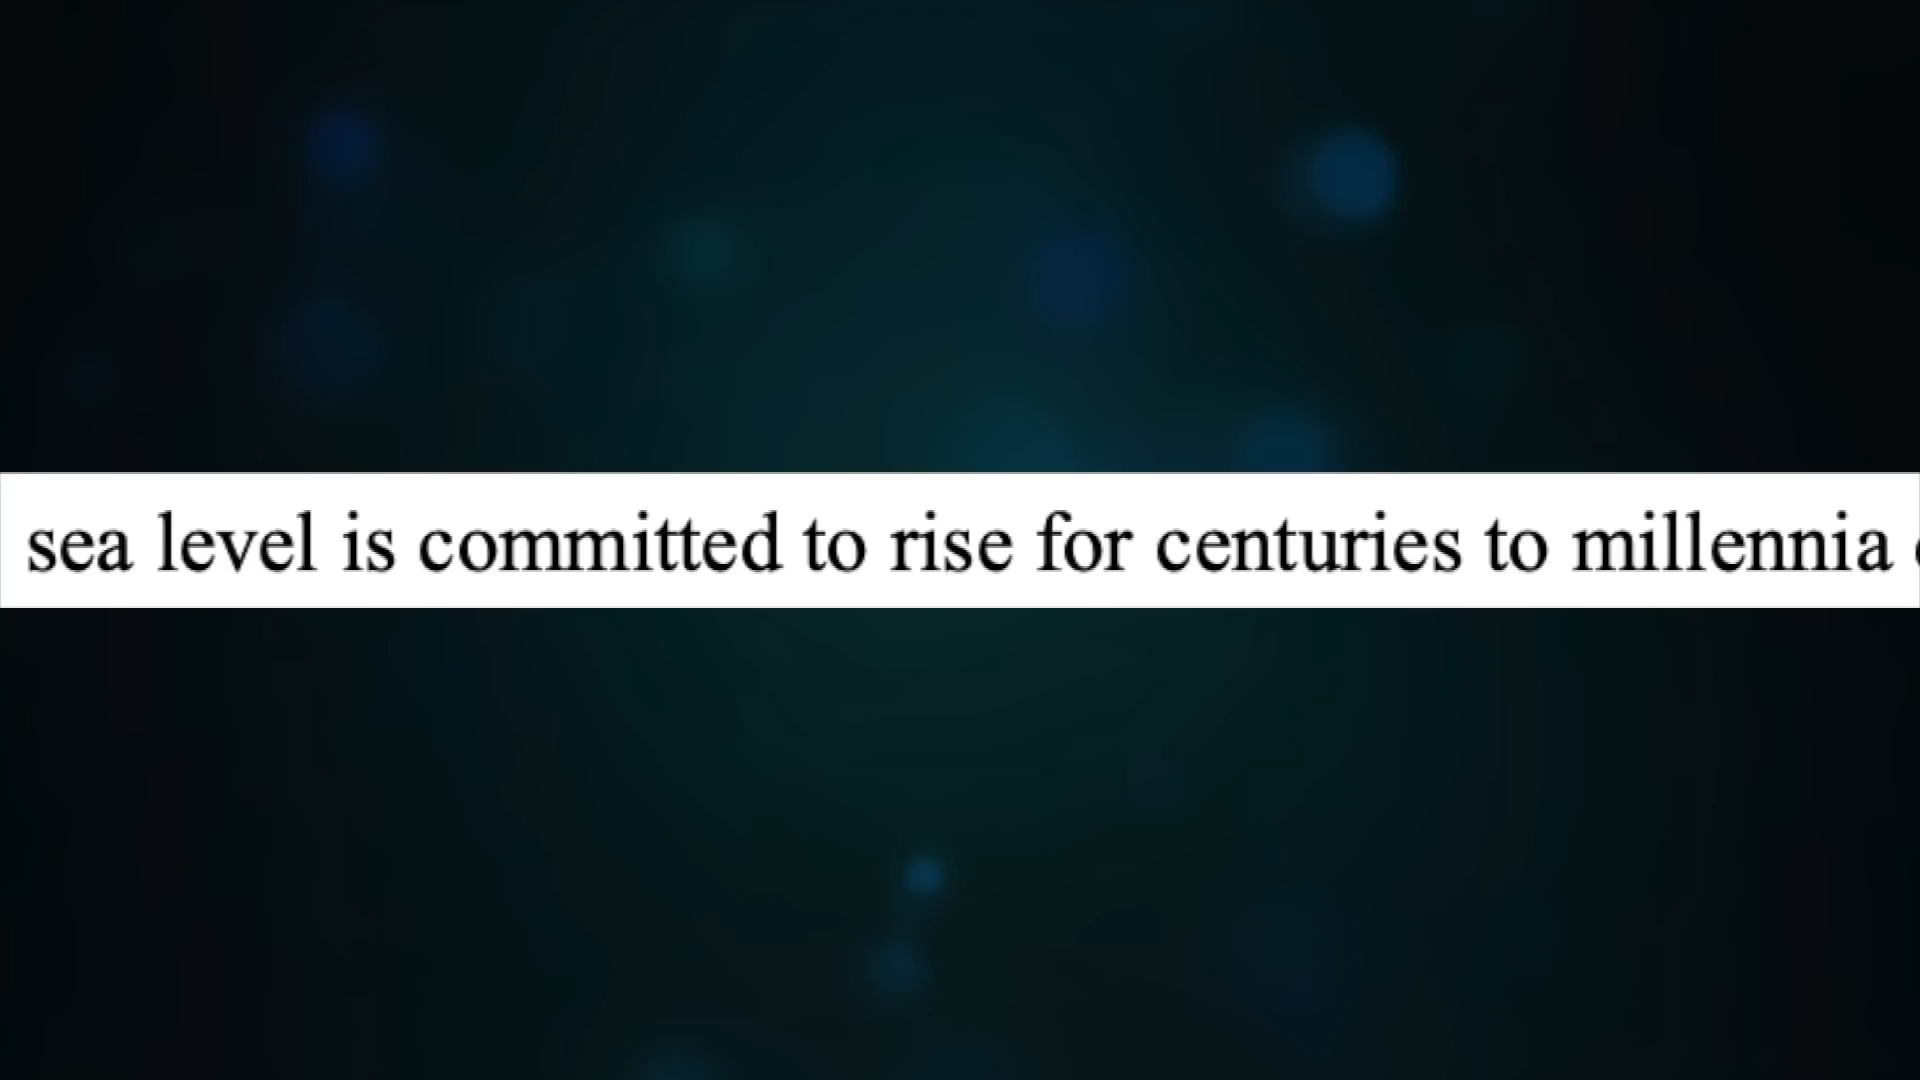 sea level is committed to rise for centuries to millennia